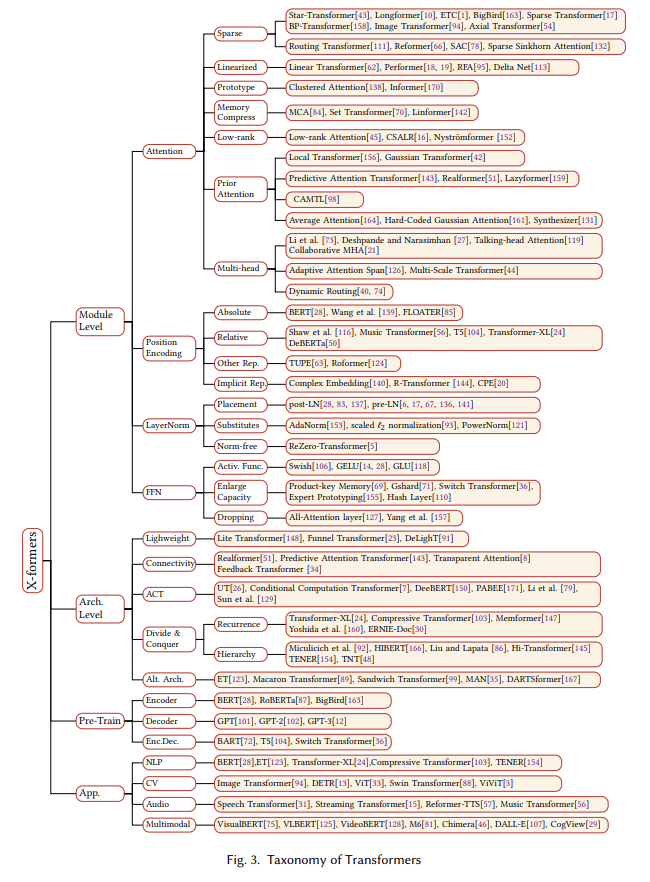 Star-Transformer[43], Longformer[10], ETC[1], BigBird[163], Sparse Transformer[17]
BP-Transformer[158], Image Transformer[94], Axial Transformer[54]
Sparse
Routing Transformer[111], Reformer[66], SAC[78], Sparse Sinkhorn Attention[132]
Linearized
Linear Transformer[62], Performer[18, 19], RFA[95], Delta Net[113]
Prototype
Clustered Attention[138], Informer[170]
Memory
Compress
MCA[84], Set Transformer[70], Linformer[142]
Low-rank
Low-rank Attention[45], CSALR[16], Nyströmformer [152]
Attention
Local Transformer[156], Gaussian Transformer[42]
Prior
Attention
Predictive Attention Transformer[143], Realformer[51], Lazyformer[159]
CAMTL[98]
Average Attention[164], Hard-Coded Gaussian Attention[161], Synthesizer[131]
Li et al. [73], Deshpande and Narasimhan [27], Talking-head Attention[119]
Collaborative MHA[21]
Multi-head
Adaptive Attention Span[126], Multi-Scale Transformer[44]
Dynamic Routing[40, 74]
Module
Level
Absolute
BERT[28], Wang et al. [139], FLOATER[85]
Position
Encoding
Relative
Shaw et al. [116], Music Transformer[56], T5[104], Transformer-XL[24]
DeBERTa[50]
Other Rep.
TUPE[63], Roformer[124]
Implicit Rep.
Complex Embedding[140], R-Transformer [144], CPE[20]
Placement
post-LN[28, 83, 137], pre-LN[6, 17, 67, 136, 141]
LayerNorm
Substitutes
AdaNorm[153], scaled ℓ2 normalization[93], PowerNorm[121]
Norm-free
ReZero-Transformer[5]
Activ. Func.
Swish[106], GELU[14, 28], GLU[118]
FFN
Enlarge
Capacity
Product-key Memory[69], Gshard[71], Switch Transformer[36],
Expert Prototyping[155], Hash Layer[110]
Dropping
All-Attention layer[127], Yang et al. [157]
X-formers
Lighweight
Lite Transformer[148], Funnel Transformer[23], DeLighT[91]
Connectivity
Realformer[51], Predictive Attention Transformer[143], Transparent Attention[8]
Feedback Transformer [34]
Arch.
Level
ACT
UT[26], Conditional Computation Transformer[7], DeeBERT[150], PABEE[171], Li et al. [79],
Sun et al. [129]
Divide &
Conquer
Recurrence
Transformer-XL[24], Compressive Transformer[103], Memformer[147]
Yoshida et al. [160], ERNIE-Doc[30]
Hierarchy
Miculicich et al. [92], HIBERT[166], Liu and Lapata [86], Hi-Transformer[145]
TENER[154], TNT[48]
Alt. Arch.
ET[123], Macaron Transformer[89], Sandwich Transformer[99], MAN[35], DARTSformer[167]
Pre-Train
Encoder
BERT[28], RoBERTa[87], BigBird[163]
Decoder
GPT[101], GPT-2[102], GPT-3[12]
Enc.Dec.
BART[72], T5[104], Switch Transformer[36]
App.
NLP
BERT[28],ET[123], Transformer-XL[24],Compressive Transformer[103], TENER[154]
CV
Image Transformer[94], DETR[13], ViT[33], Swin Transformer[88], ViViT[3]
Audio
Speech Transformer[31], Streaming Transformer[15], Reformer-TTS[57], Music Transformer[56]
Multimodal
VisualBERT[75], VLBERT[125], VideoBERT[128], M6[81], Chimera[46], DALL-E[107], CogView[29]
Fig. 3. Taxonomy of Transformers